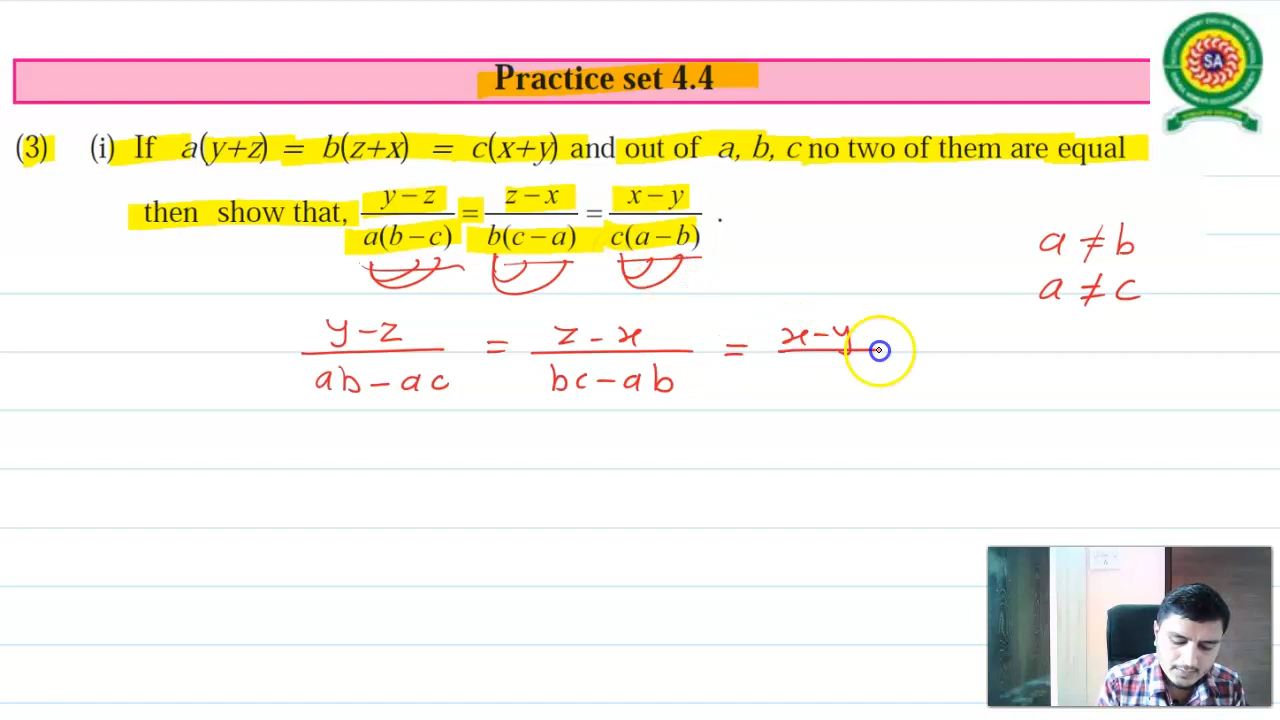 Practice set 4.4
SA
(3) (i) If a(y+z) = b(z+x) = c(x+y) and out of a, b, c no two of them are equal
then show that, y − z / a(b − c) = z − x / b(c − a) = x − y / c(a − b) .
a ≠ b
a ≠ c
y − z / ab − ac = z − x / bc − ab = x − y